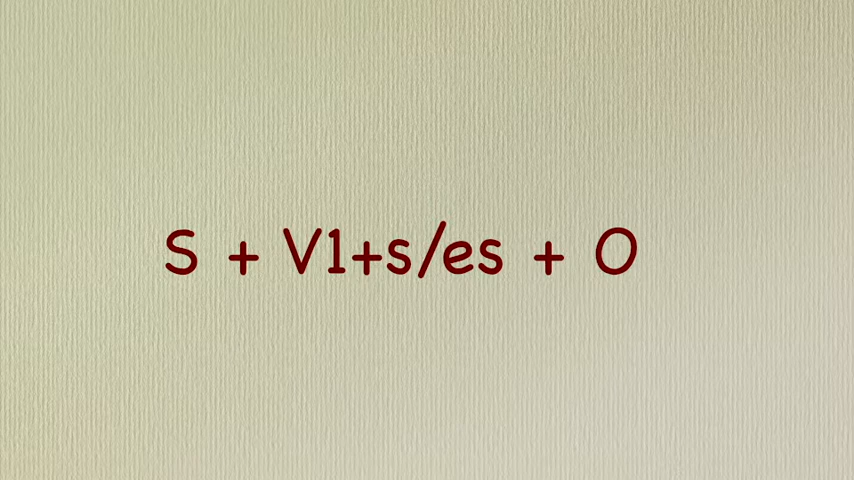 S + V1+s/es + O